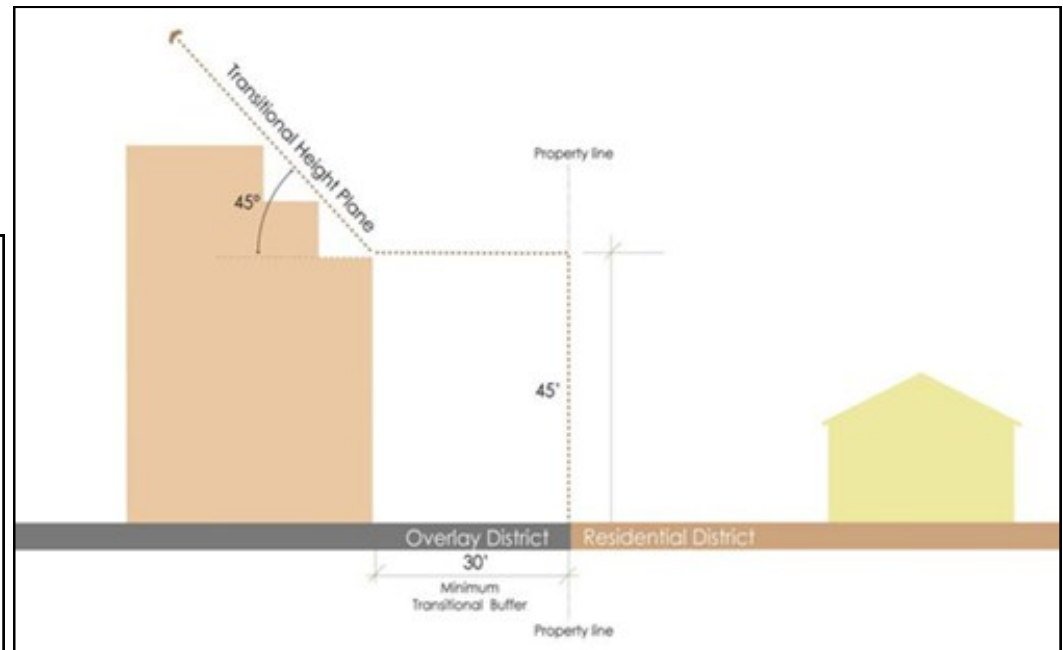 Transitional Height Plane
Property line
45°
45'
Overlay District
Residential District
30'
Minimum
Transitional Buffer
Property line